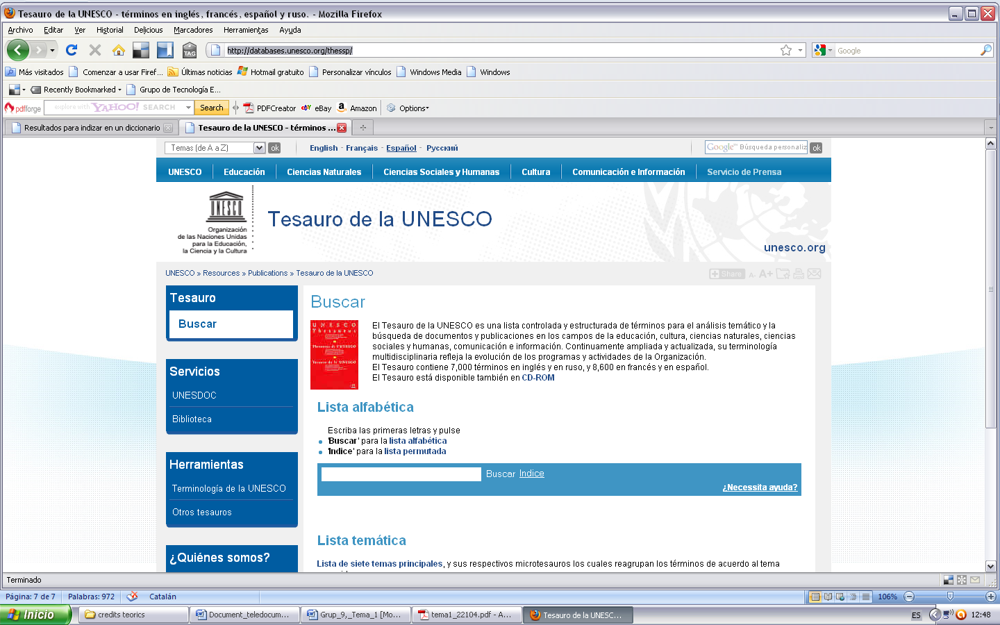 Tesauro de la UNESCO - términos en inglés, francés, español y ruso. - Mozilla Firefox
Archivo Editar Ver Historial Delicious Marcadores Herramientas Ayuda
TAG http://databases.unesco.org/thessp/ Google
Más visitados Comenzar a usar Firef... Últimas noticias Hotmail gratuito Personalizar vínculos Windows Media Windows
Recently Bookmarked Grupo de Tecnología E...
pdfforge explore with YAHOO! SEARCH Search PDFCreator eBay Amazon Options
Resultados para indizar en un diccionario Tesauro de la UNESCO - términos ...
Temas (de A a Z) ok English - Français - Español - Русский Google™ Búsqueda personaliz ok
UNESCO Educación Ciencias Naturales Ciencias Sociales y Humanas Cultura Comunicación e Información Servicio de Prensa
UNESCO
Organización
de las Naciones Unidas
para la Educación,
la Ciencia y la Cultura
Tesauro de la UNESCO
unesco.org
UNESCO » Resources » Publications » Tesauro de la UNESCO
Share A- A+
Tesauro
Buscar
Servicios
UNESDOC
Biblioteca
Herramientas
Terminología de la UNESCO
Otros tesauros
¿Quiénes somos?
Buscar
UNESCO
Thesaurus
El Tesauro de la UNESCO es una lista controlada y estructurada de términos para el análisis temático y la
búsqueda de documentos y publicaciones en los campos de la educación, cultura, ciencias naturales, ciencias
sociales y humanas, comunicación e información. Continuamente ampliada y actualizada, su terminología
multidisciplinaria refleja la evolución de los programas y actividades de la Organización.
El Tesauro contiene 7,000 términos en inglés y en ruso, y 8,600 en francés y en español.
El Tesauro está disponible también en CD-ROM
Lista alfabética
Escriba las primeras letras y pulse
'Buscar' para la lista alfabética
'Indice' para la lista permutada
Buscar Indice
¿Necessita ayuda?
Lista temática
Lista de siete temas principales, y sus respectivos microtesauros los cuales reagrupan los términos de acuerdo al tema
Terminado
Página: 7 de 7 Palabras: 972 Catalán 106%
Inicio credits teorics Document_teledocum... Grup_9,_Tema_1 [Mo... tema1_22104.pdf - A... Tesauro de la UNESC... ES 12:48